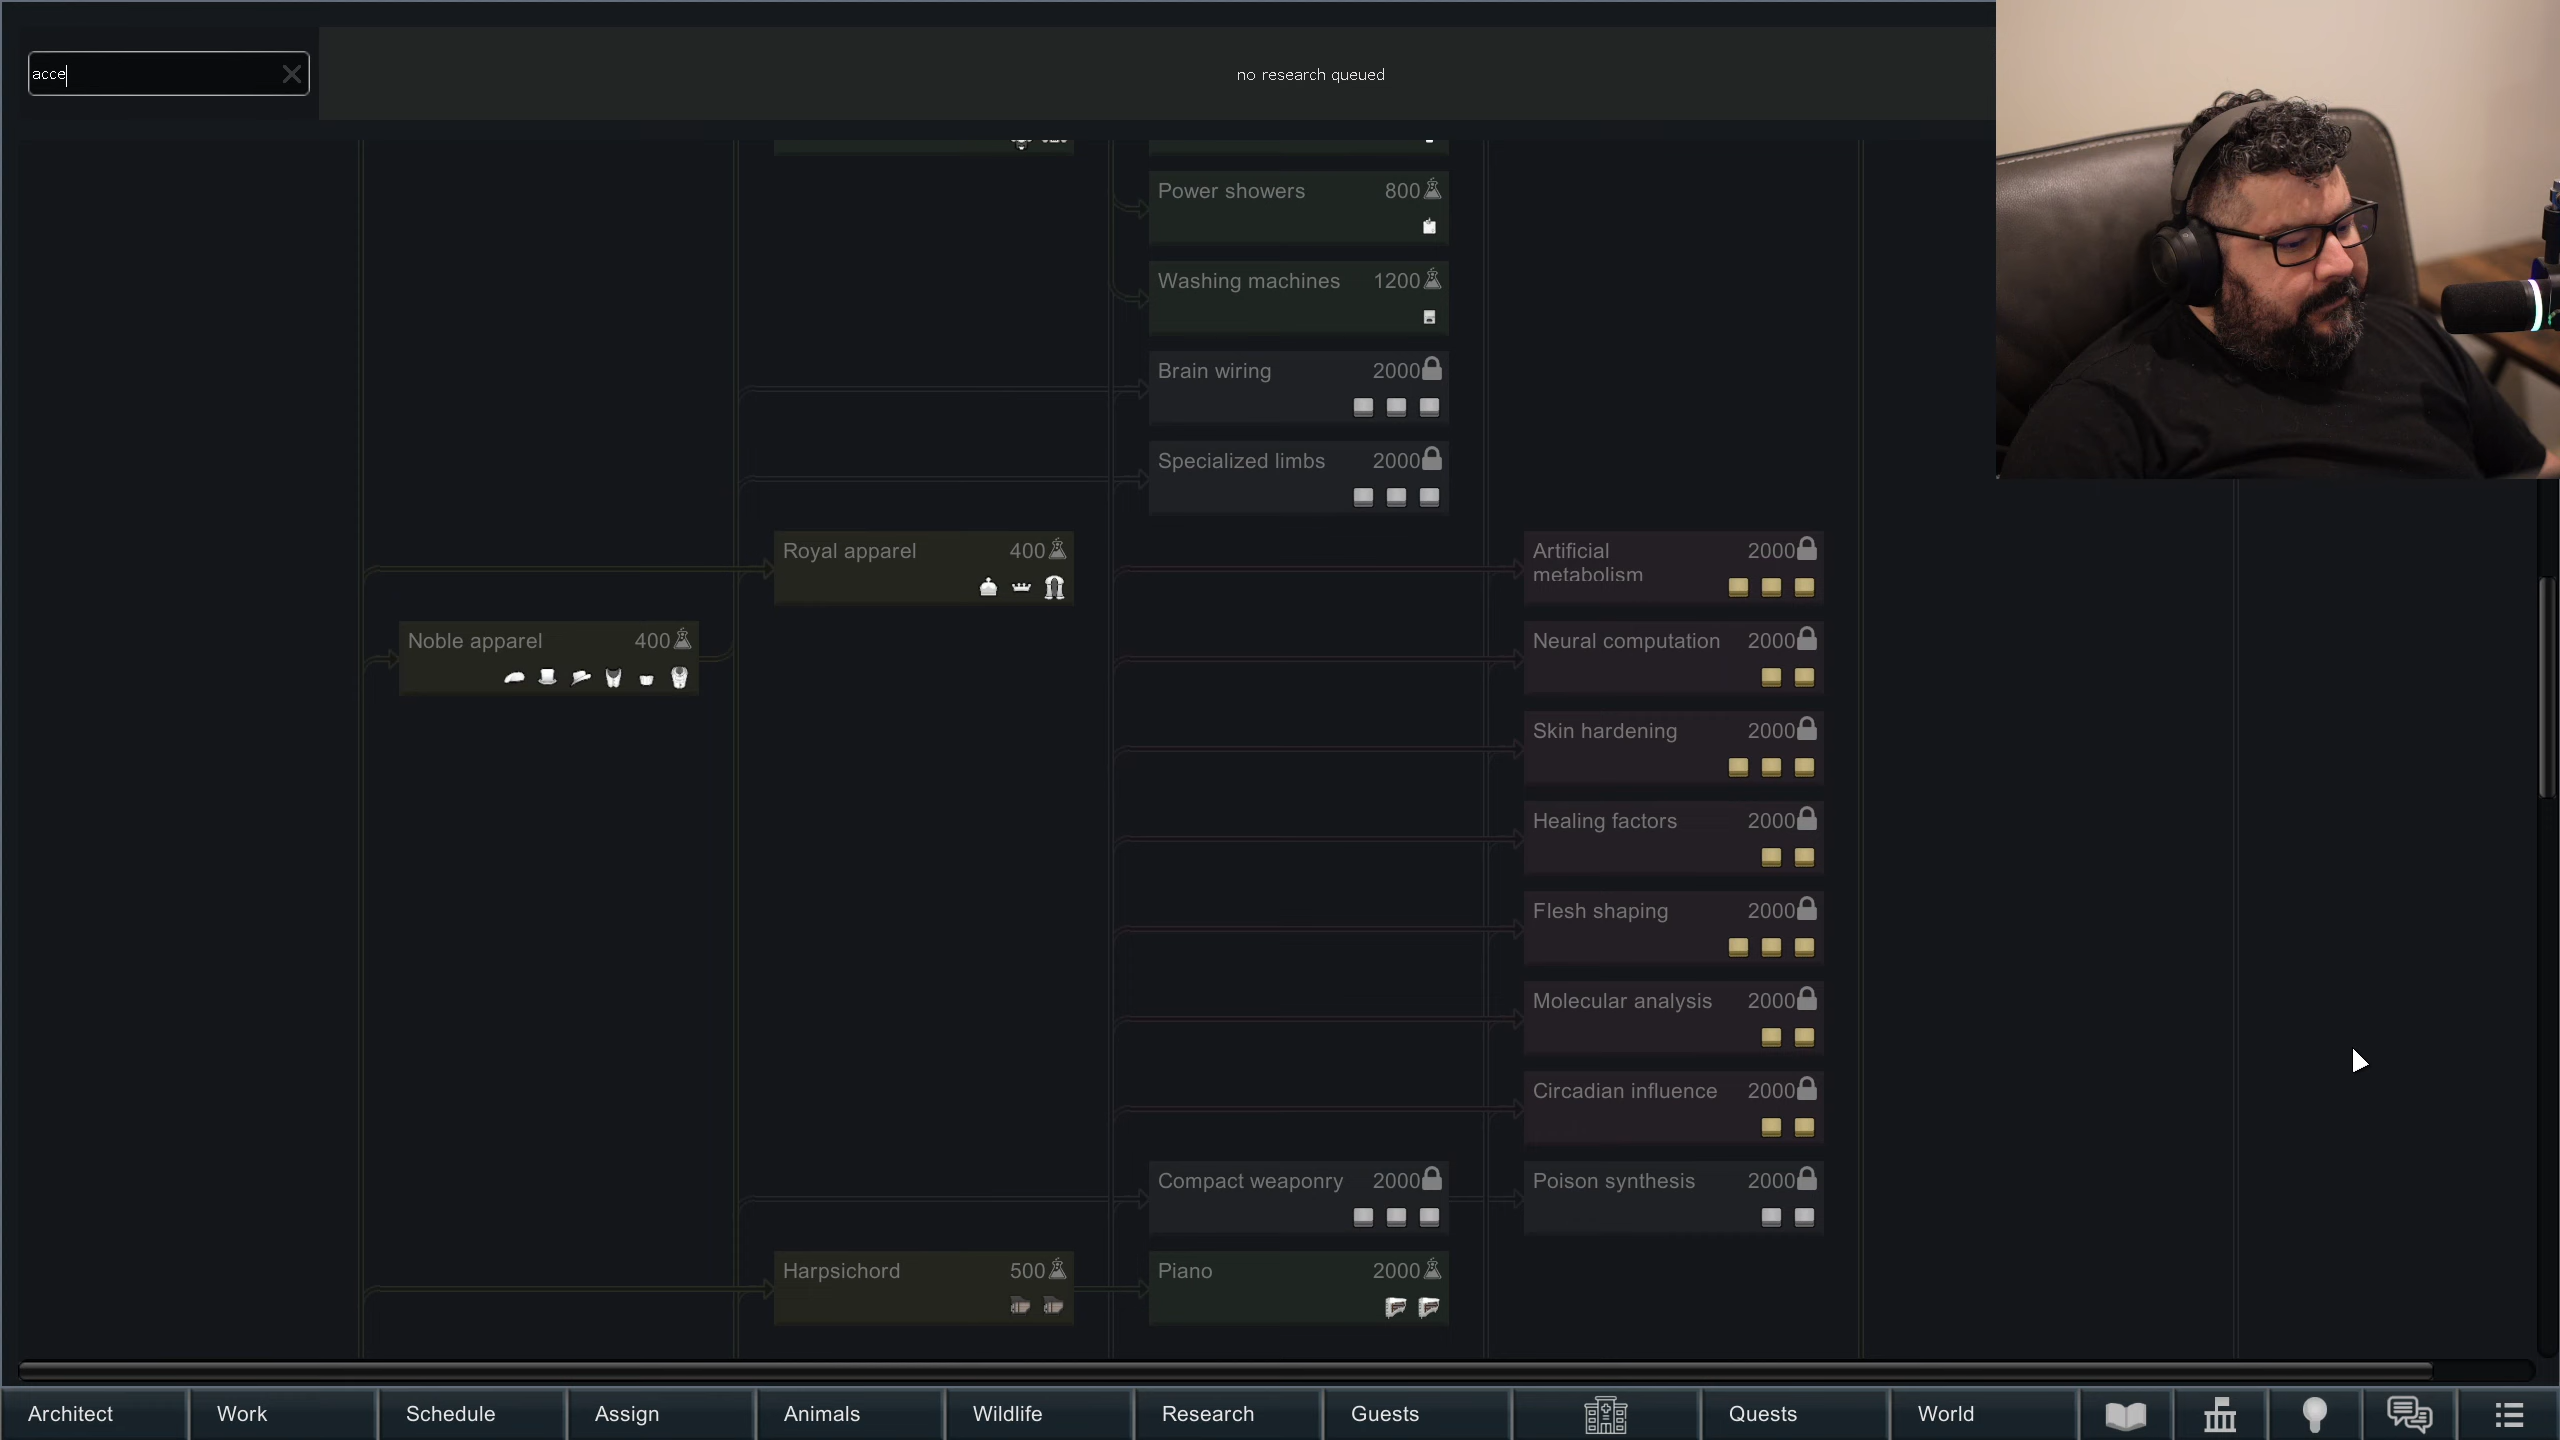 acce
no research queued
Power showers 800
Washing machines 1200
Brain wiring 2000
Specialized limbs 2000
Royal apparel 400
Artificial metabolism 2000
Noble apparel 400
Neural computation 2000
Skin hardening 2000
Healing factors 2000
Flesh shaping 2000
Molecular analysis 2000
Circadian influence 2000
Compact weaponry 2000
Poison synthesis 2000
Harpsichord 500
Piano 2000
Architect Work Schedule Assign Animals Wildlife Research Guests Quests World